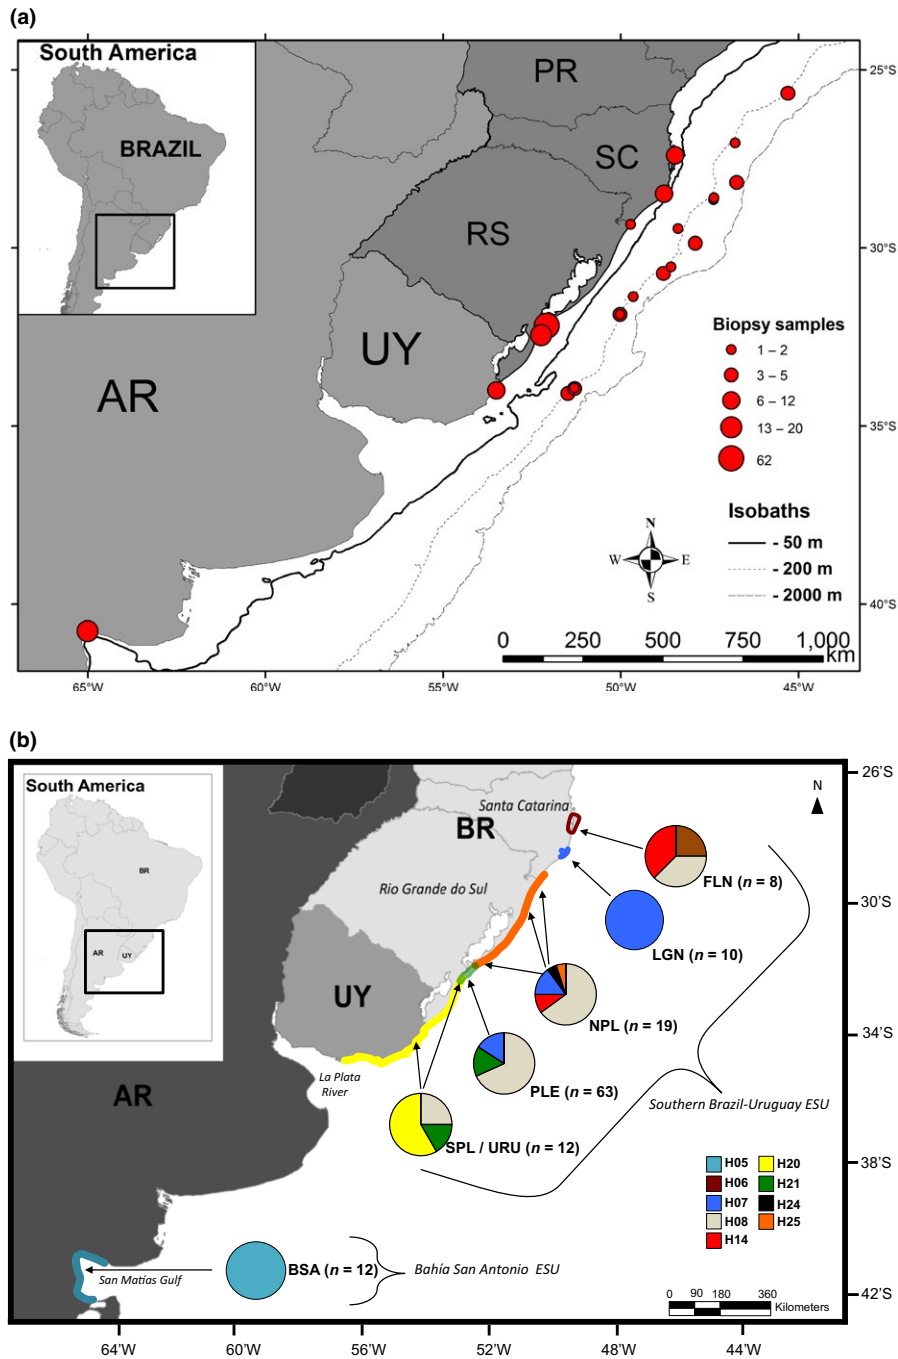 (a)
South America
BRAZIL
PR
SC
RS
UY
AR
25°S
30°S
35°S
40°S
Biopsy samples
1 – 2
3 – 5
6 – 12
13 – 20
62
Isobaths
- 50 m
- 200 m
- 2000 m
N
W E
S
0 250 500 750 1,000
km
65°W 60°W 55°W 50°W 45°W
(b)
South America
BR
AR
UY
26'S
N
Santa Catarina
BR
Rio Grande do Sul
FLN (n = 8)
30'S
LGN (n = 10)
UY
NPL (n = 19)
34'S
La Plata
River
AR
PLE (n = 63)
Southern Brazil-Uruguay ESU
SPL / URU (n = 12)
38'S
H05 H20
H06 H21
H07 H24
H08 H25
H14
San Matías Gulf
BSA (n = 12)
Bahía San Antonio ESU
42'S
0 90 180 360
Kilometers
64'W 60'W 56'W 52'W 48'W 44'W